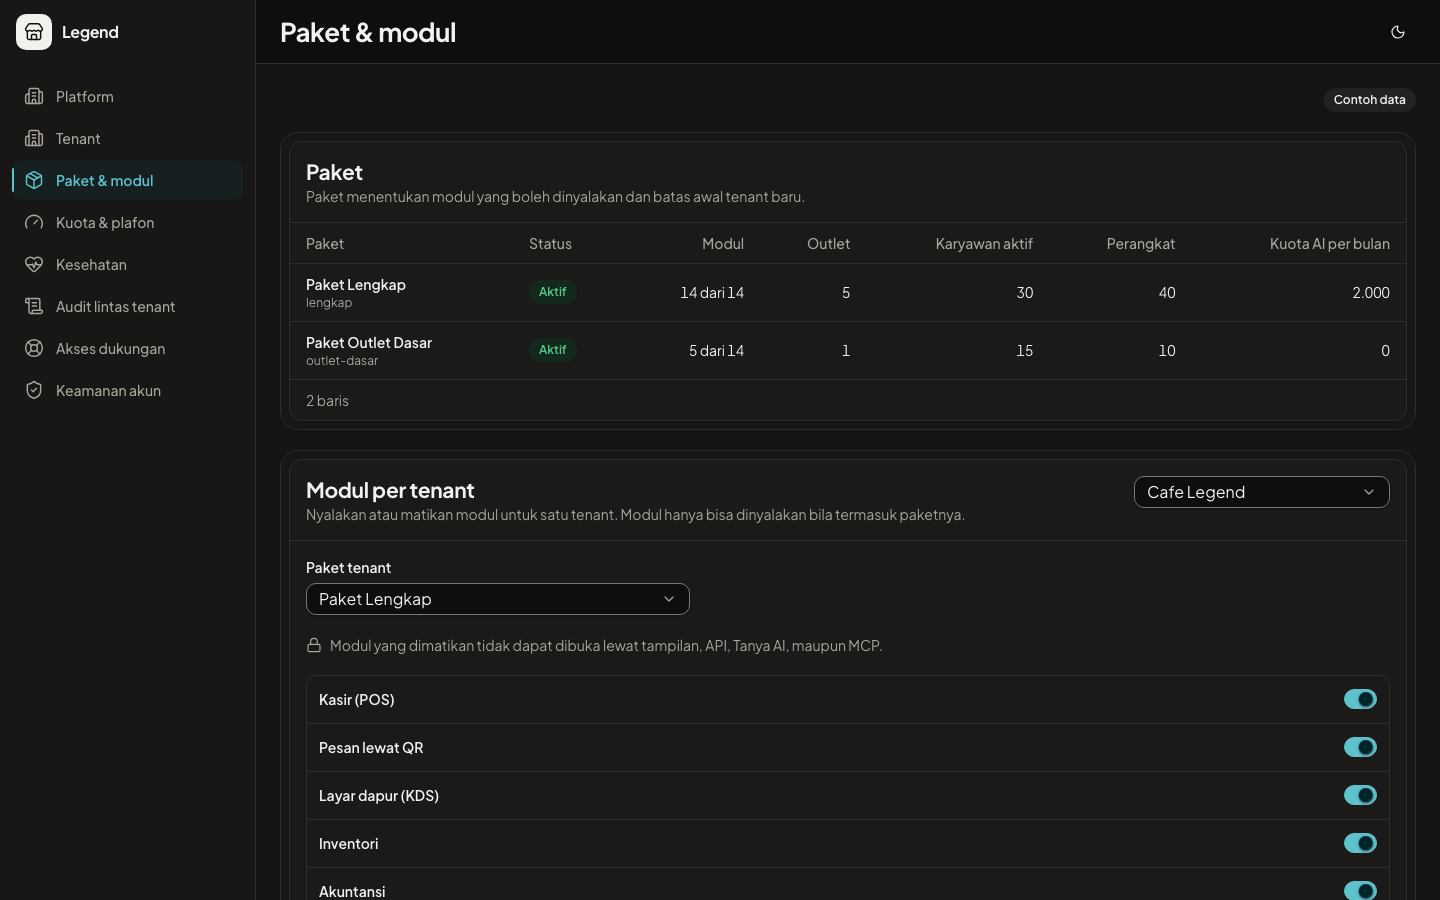 Legend
Paket & modul
Platform
Tenant
Paket & modul
Kuota & plafon
Kesehatan
Audit lintas tenant
Akses dukungan
Keamanan akun
Contoh data
Paket
Paket menentukan modul yang boleh dinyalakan dan batas awal tenant baru.
Paket Status Modul Outlet Karyawan aktif Perangkat Kuota AI per bulan
Paket Lengkap Aktif 14 dari 14 5 30 40 2.000
lengkap
Paket Outlet Dasar Aktif 5 dari 14 1 15 10 0
outlet-dasar
2 baris
Modul per tenant
Nyalakan atau matikan modul untuk satu tenant. Modul hanya bisa dinyalakan bila termasuk paketnya.
Cafe Legend
Paket tenant
Paket Lengkap
Modul yang dimatikan tidak dapat dibuka lewat tampilan, API, Tanya AI, maupun MCP.
Kasir (POS)
Pesan lewat QR
Layar dapur (KDS)
Inventori
Akuntansi